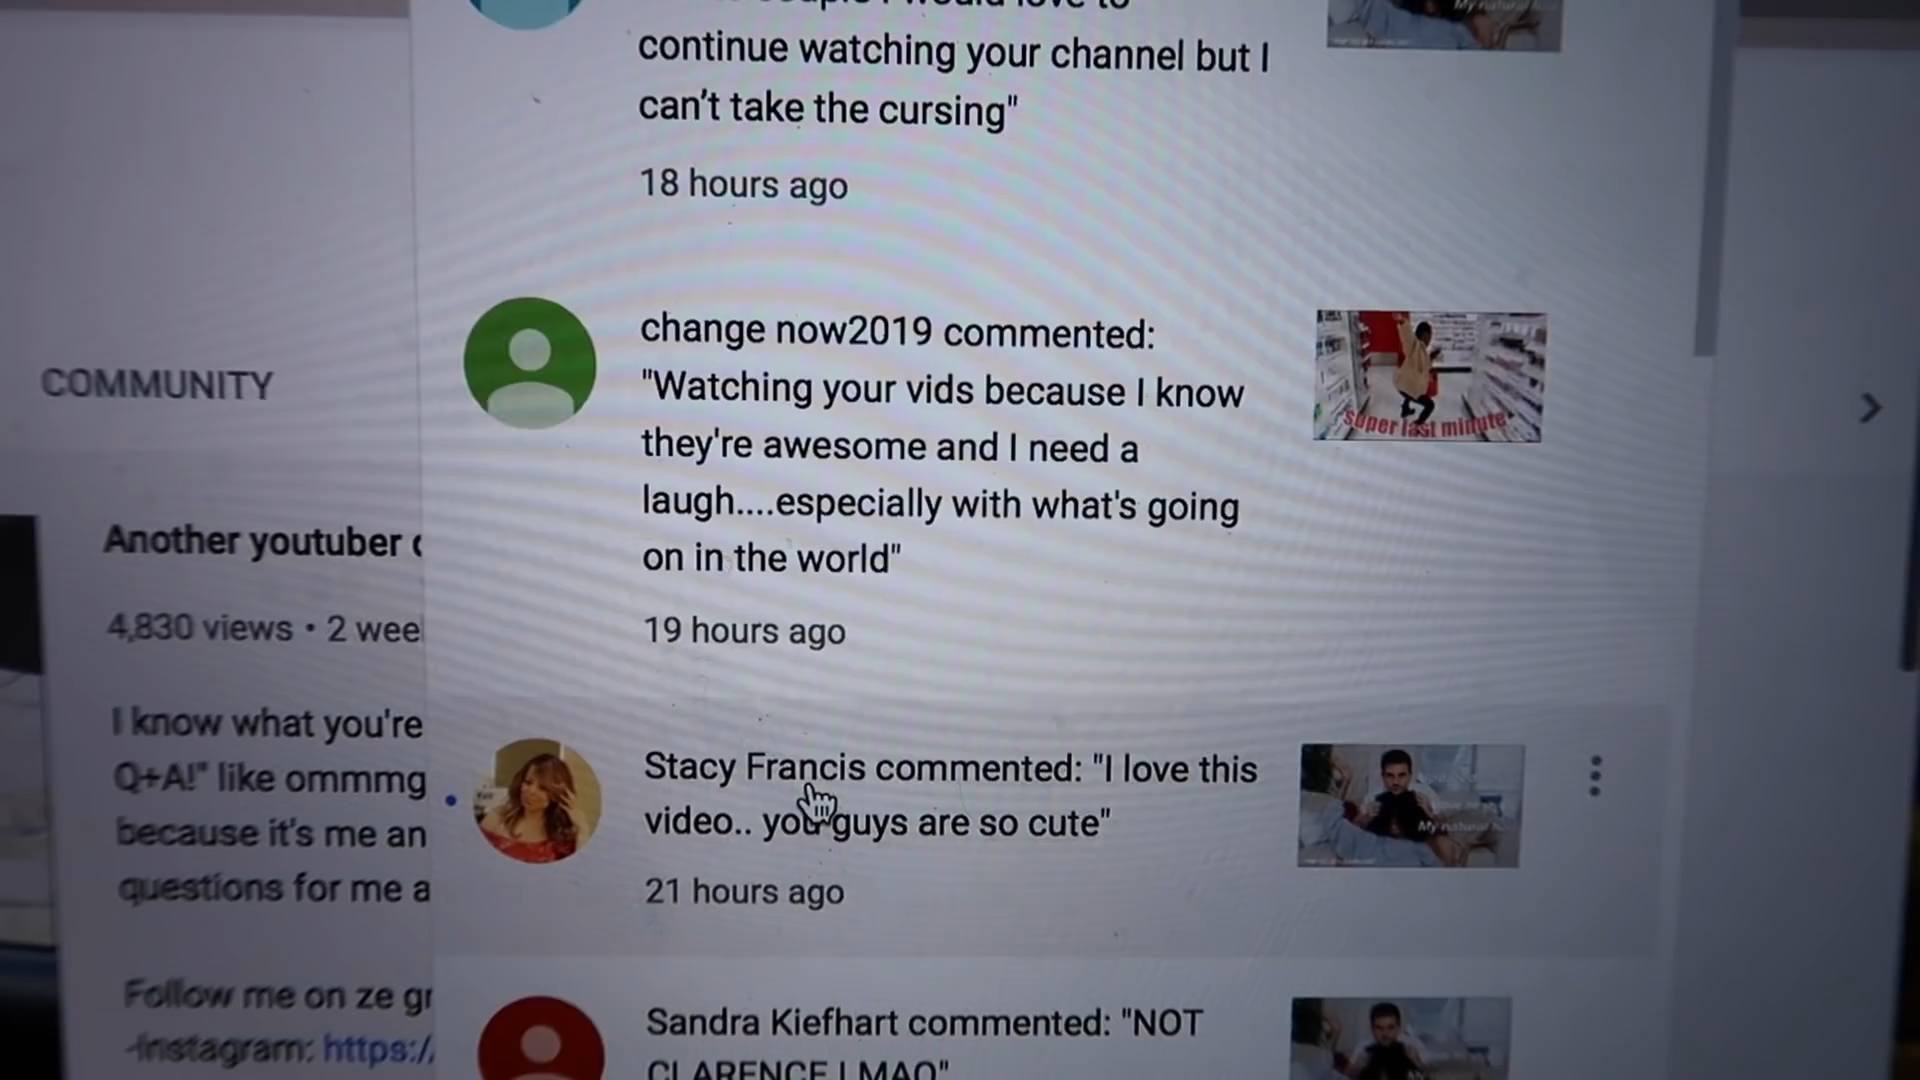 continue watching your channel but I
can't take the cursing"
18 hours ago
change now2019 commented:
"Watching your vids because I know
they're awesome and I need a
laugh....especially with what's going
on in the world"
19 hours ago
super last minute
Stacy Francis commented: "I love this
video.. you guys are so cute"
21 hours ago
My natural
Sandra Kiefhart commented: "NOT
CLARENCE LMAO"
COMMUNITY
Another youtuber
4,830 views • 2 wee
I know what you're
Q+A!" like ommmg
because it's me an
questions for me a
Follow me on ze gr
-Instagram: https:/